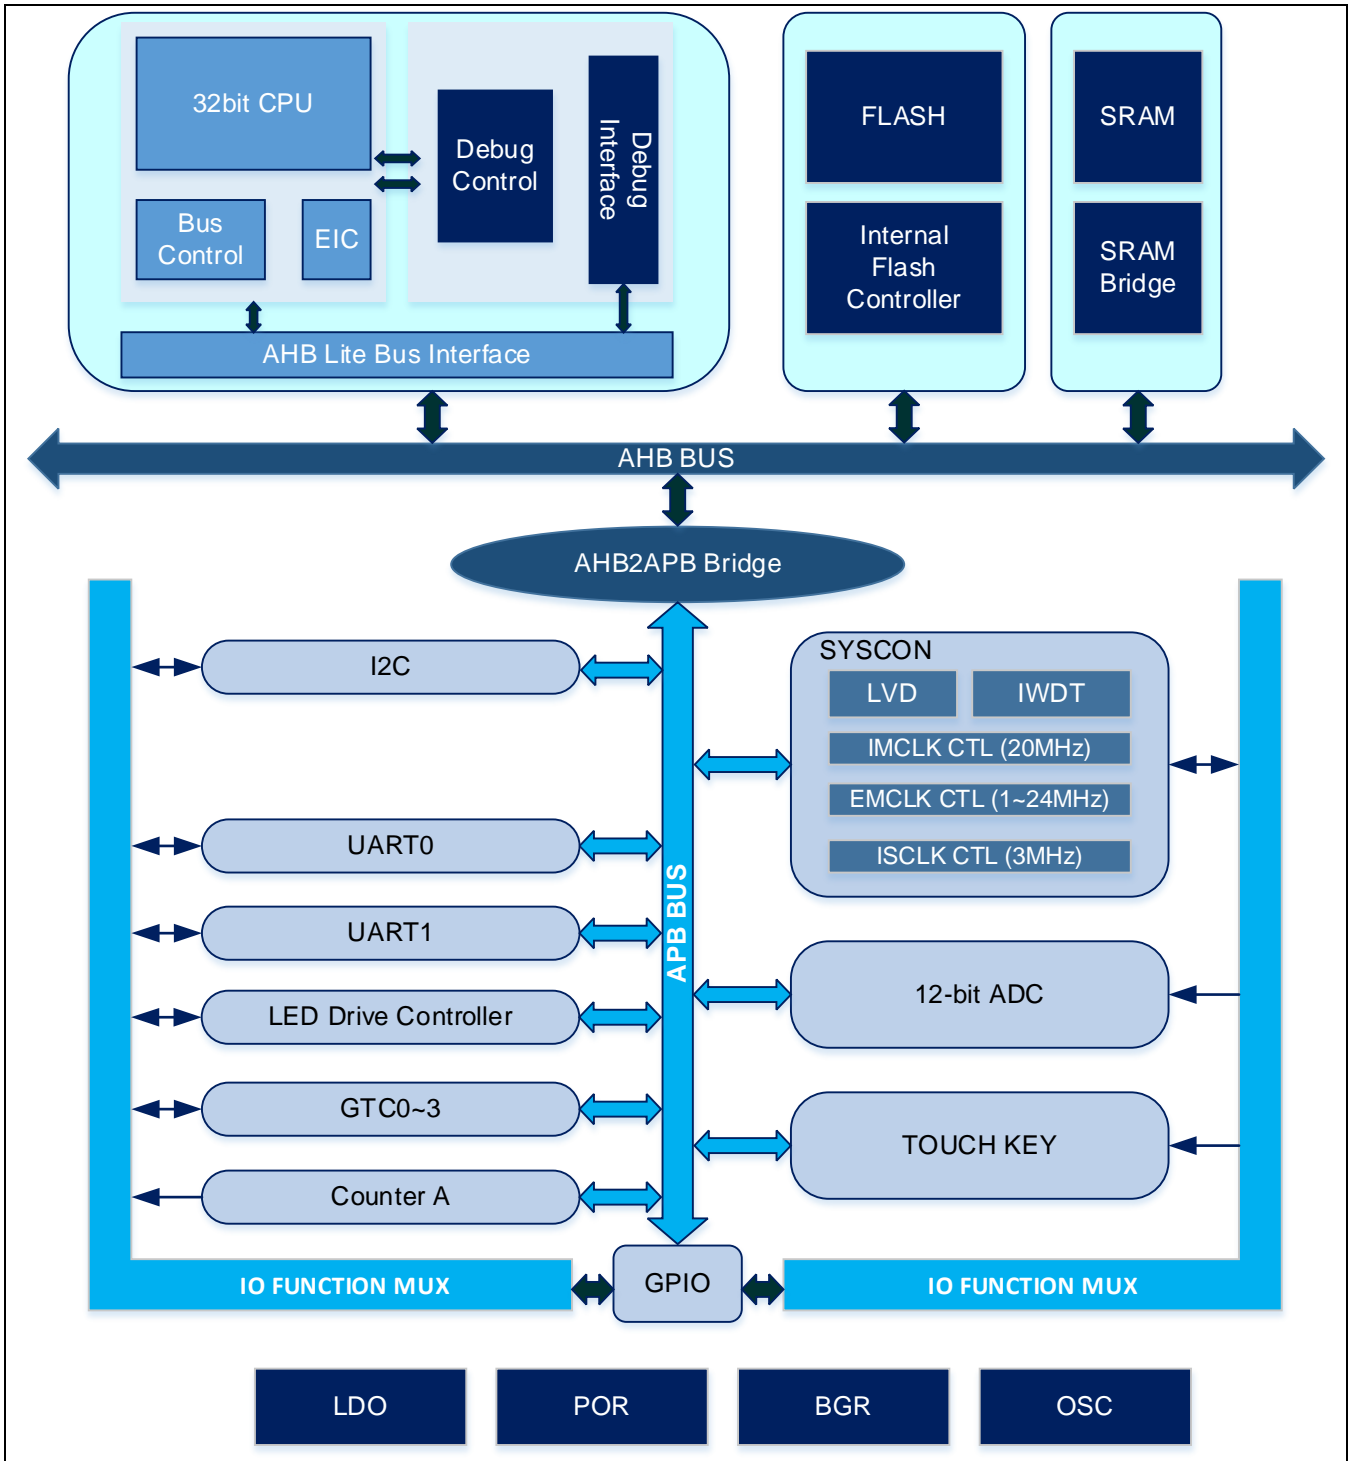 32bit CPU
Bus
Control
EIC
Debug
Control
Debug
Interface
AHB Lite Bus Interface
FLASH
Internal
Flash
Controller
SRAM
SRAM
Bridge
AHB BUS
AHB2APB Bridge
I2C
UART0
UART1
LED Drive Controller
GTC0~3
Counter A
APB BUS
SYSCON
LVD
IWDT
IMCLK CTL (20MHz)
EMCLK CTL (1~24MHz)
ISCLK CTL (3MHz)
12-bit ADC
TOUCH KEY
IO FUNCTION MUX
GPIO
IO FUNCTION MUX
LDO
POR
BGR
OSC